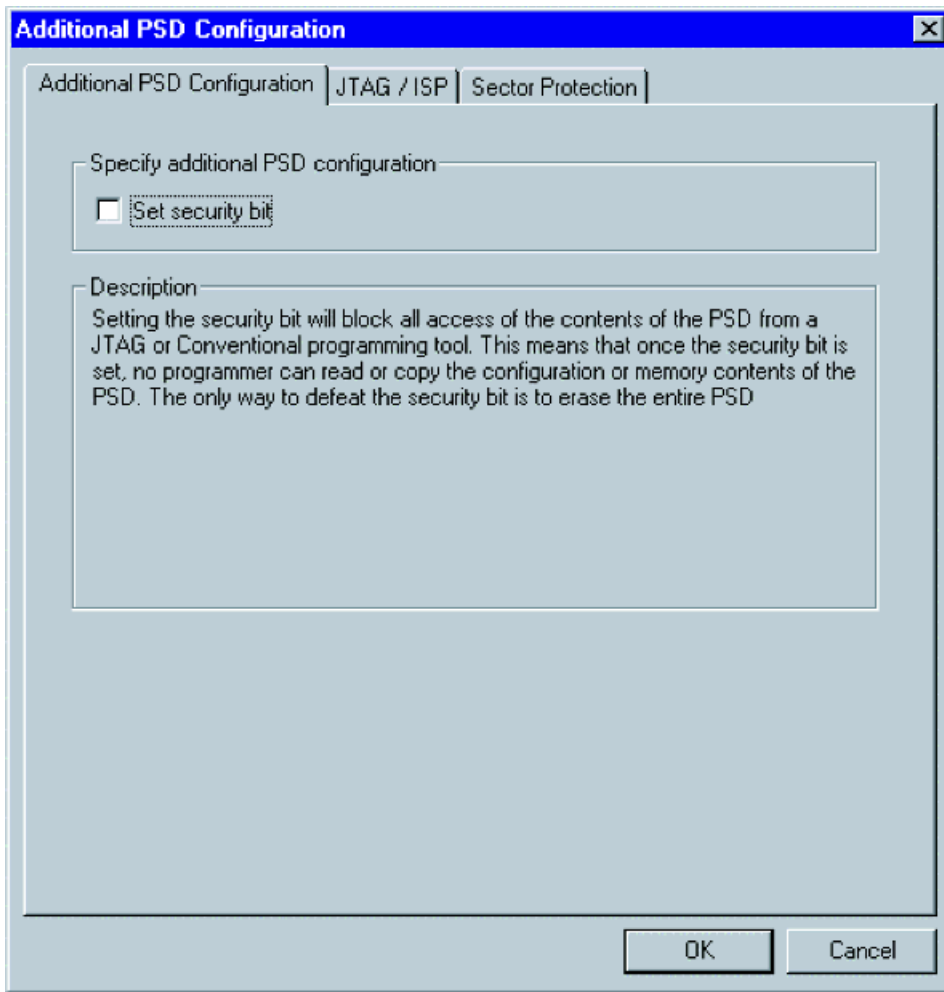 Additional PSD Configuration
Additional PSD Configuration JTAG / ISP Sector Protection
Specify additional PSD configuration
Set security bit
Description
Setting the security bit will block all access of the contents of the PSD from a
JTAG or Conventional programming tool. This means that once the security bit is
set, no programmer can read or copy the configuration or memory contents of the
PSD. The only way to defeat the security bit is to erase the entire PSD
OK Cancel